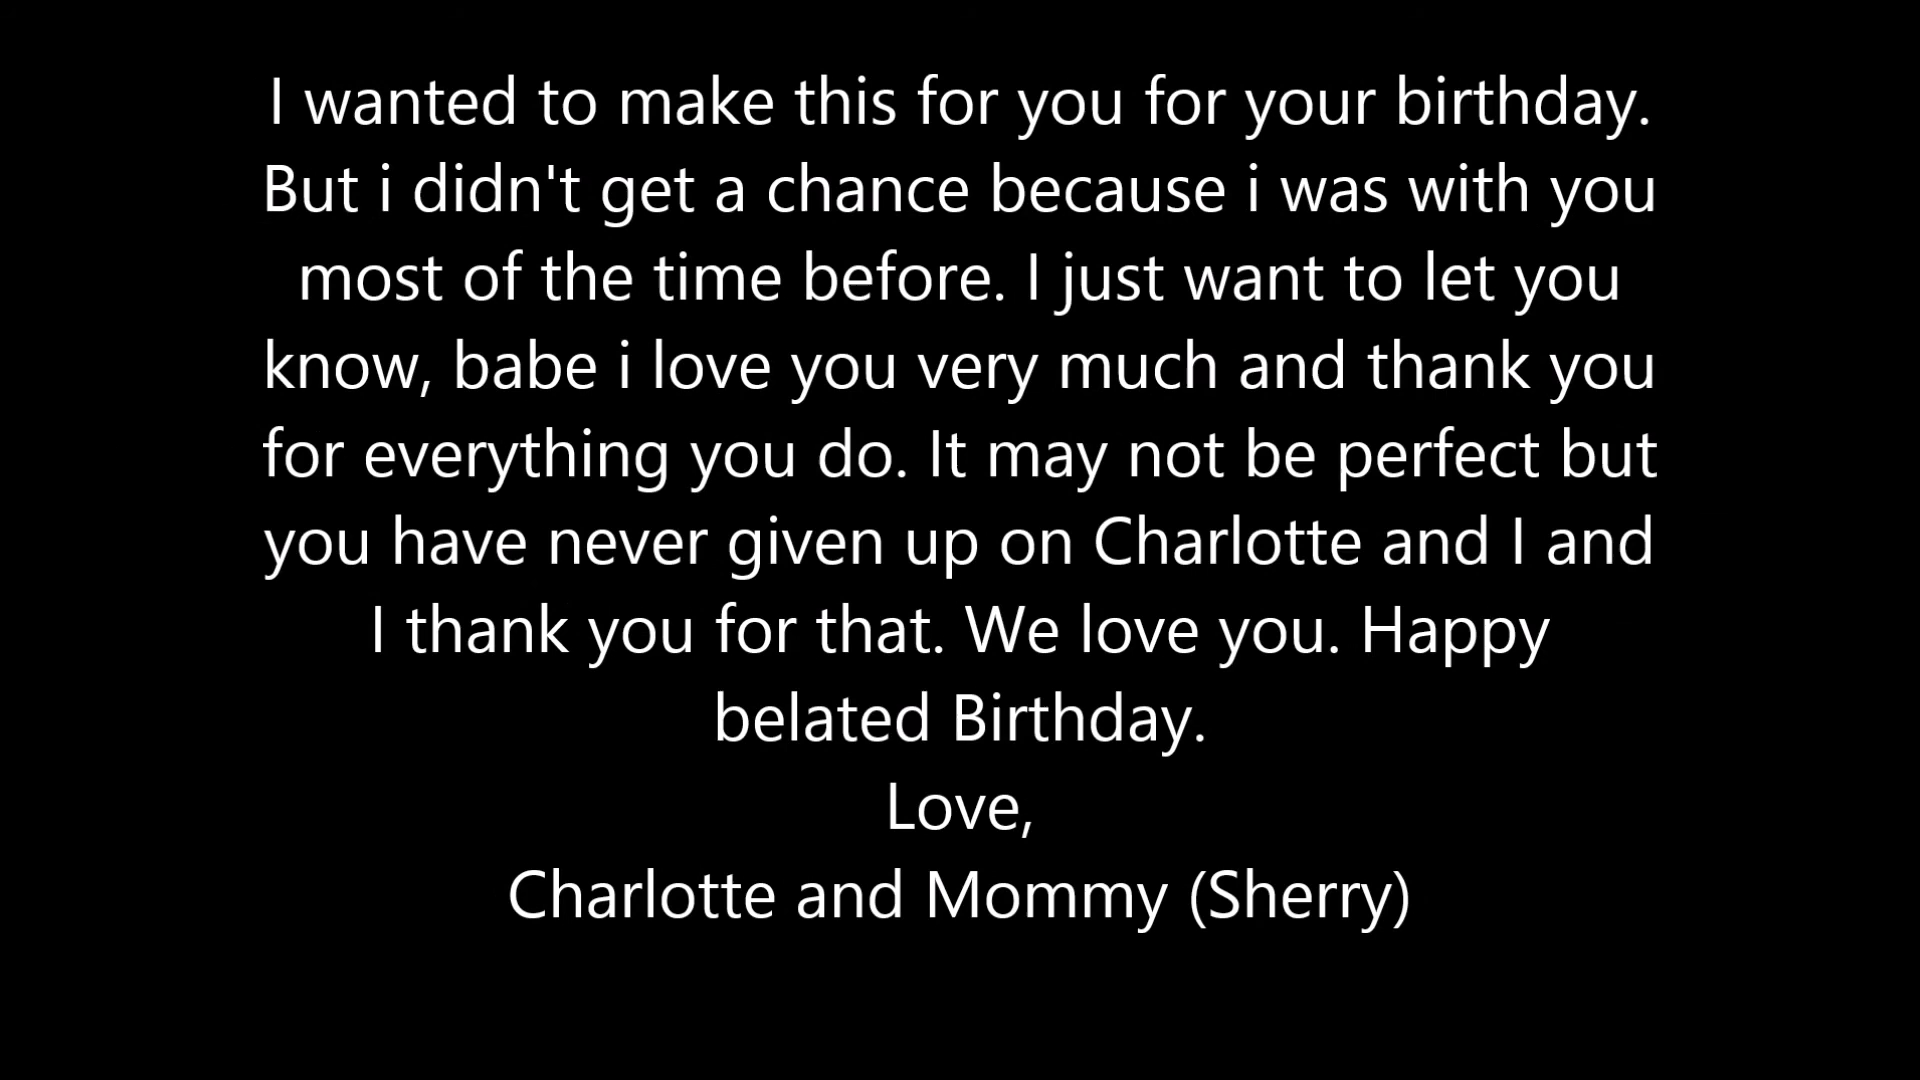 I wanted to make this for you for your birthday.
But i didn't get a chance because i was with you
most of the time before. I just want to let you
know, babe i love you very much and thank you
for everything you do. It may not be perfect but
you have never given up on Charlotte and I and
I thank you for that. We love you. Happy
belated Birthday.
Love,
Charlotte and Mommy (Sherry)